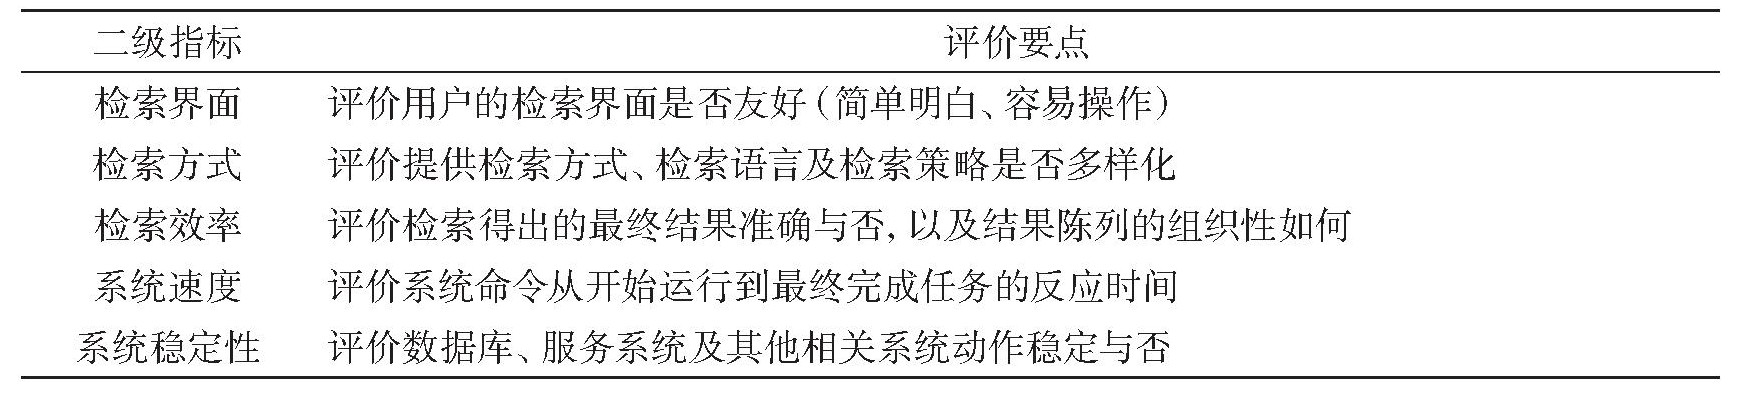 二级指标 评价要点
检索界面 评价用户的检索界面是否友好(简单明白、容易操作)
检索方式 评价提供检索方式、检索语言及检索策略是否多样化
检索效率 评价检索得出的最终结果准确与否,以及结果陈列的组织性如何
系统速度 评价系统命令从开始运行到最终完成任务的反应时间
系统稳定性 评价数据库、服务系统及其他相关系统动作稳定与否